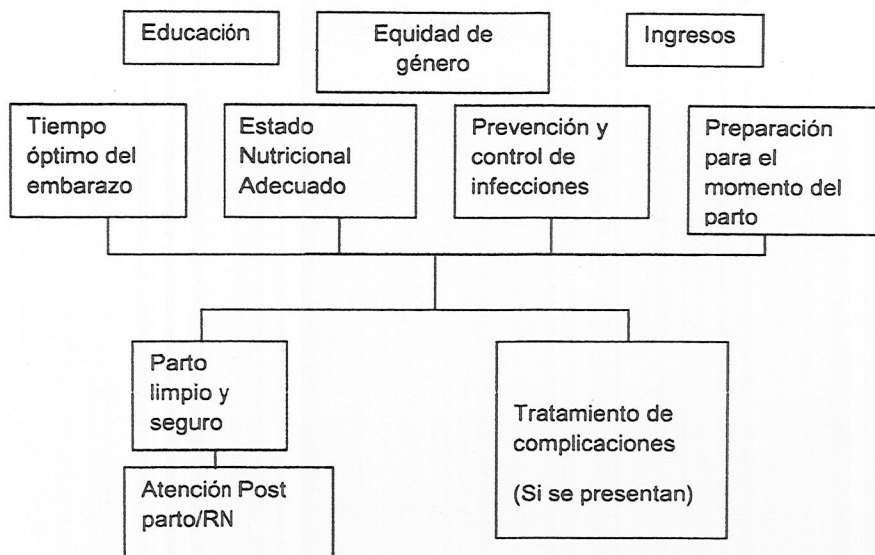 Educación
Equidad de
género
Ingresos
Tiempo
óptimo del
embarazo
Estado
Nutricional
Adecuado
Prevención y
control de
infecciones
Preparación
para el
momento del
parto
Parto
limpio y
seguro
Tratamiento de
complicaciones
(Si se presentan)
Atención Post
parto/RN